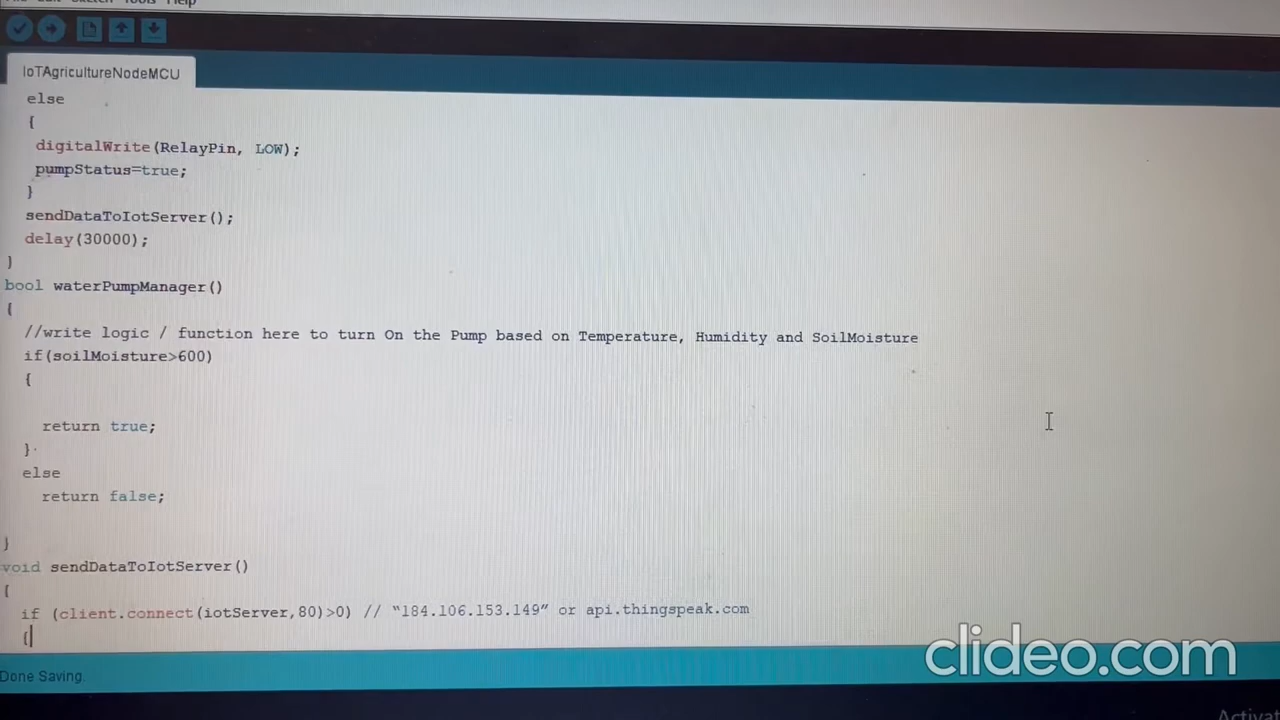 Help
IoTAgricultureNodeMCU
else
{
digitalWrite(RelayPin, LOW);
pumpStatus=true;
}
sendDataToIotServer();
delay(30000);
}
bool waterPumpManager()
{
//write logic / function here to turn On the Pump based on Temperature, Humidity and SoilMoisture
if(soilMoisture>600)
{
return true;
}
else
return false;
}
void sendDataToIotServer()
{
if (client.connect(iotServer,80)>0) // “184.106.153.149” or api.thingspeak.com
{
Done Saving.
clideo.com